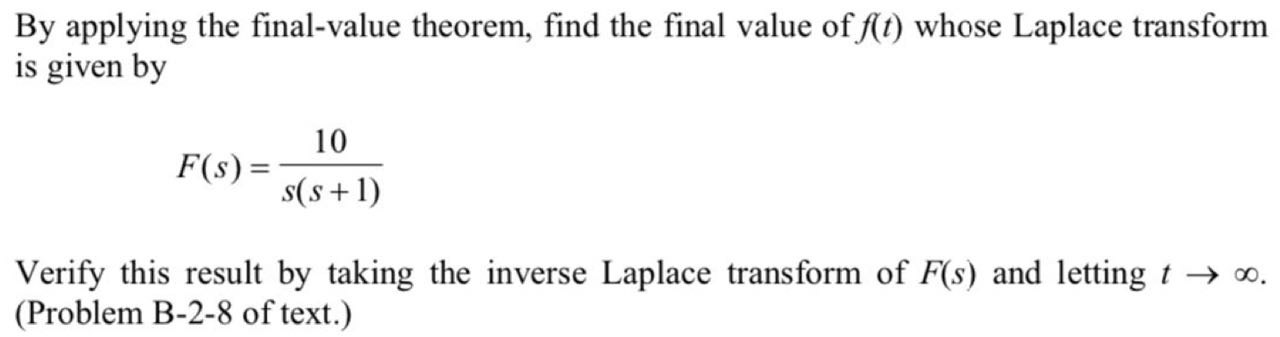 By applying the final-value theorem, find the final value of f(t) whose Laplace transform
is given by
F(s) = 10 / s(s + 1)
Verify this result by taking the inverse Laplace transform of F(s) and letting t → ∞.
(Problem B-2-8 of text.)